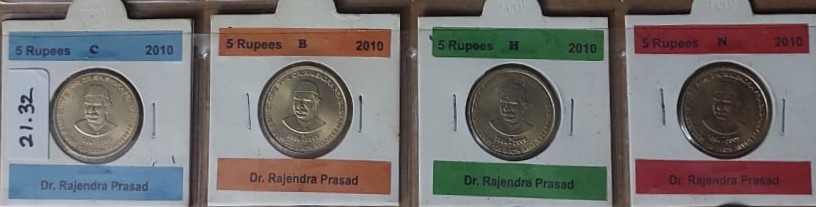 5 Rupees C 2010
21.32
Dr. Rajendra Prasad
5 Rupees B 2010
Dr. Rajendra Prasad
5 Rupees H 2010
Dr. Rajendra Prasad
5 Rupees N 2010
Dr. Rajendra Prasad